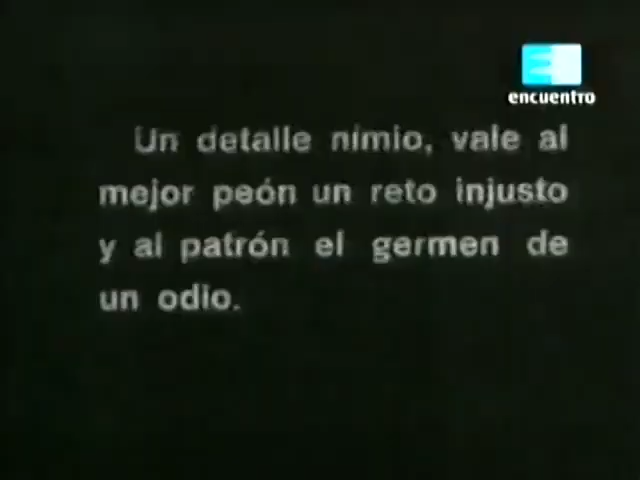 encuentro
Un detalle nimio, vale al
mejor peón un reto injusto
y al patrón el germen de
un odio.